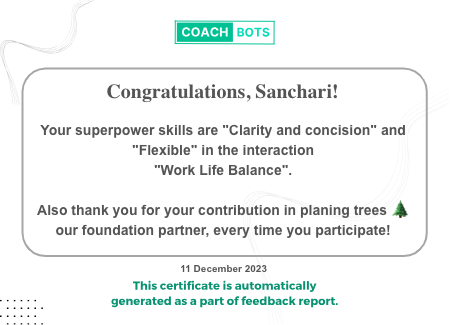 COACH BOTS
Congratulations, Sanchari!
Your superpower skills are "Clarity and concision" and
"Flexible" in the interaction
"Work Life Balance".
Also thank you for your contribution in planing trees 🌲
our foundation partner, every time you participate!
11 December 2023
This certificate is automatically
generated as a part of feedback report.